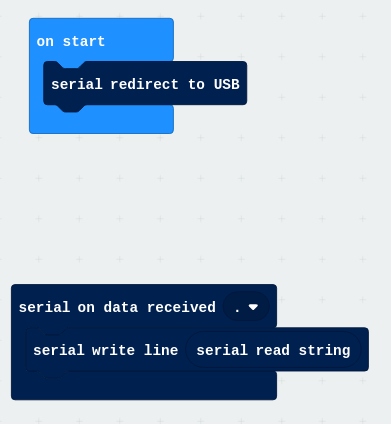 on start
serial redirect to USB
serial on data received .
serial write line serial read string